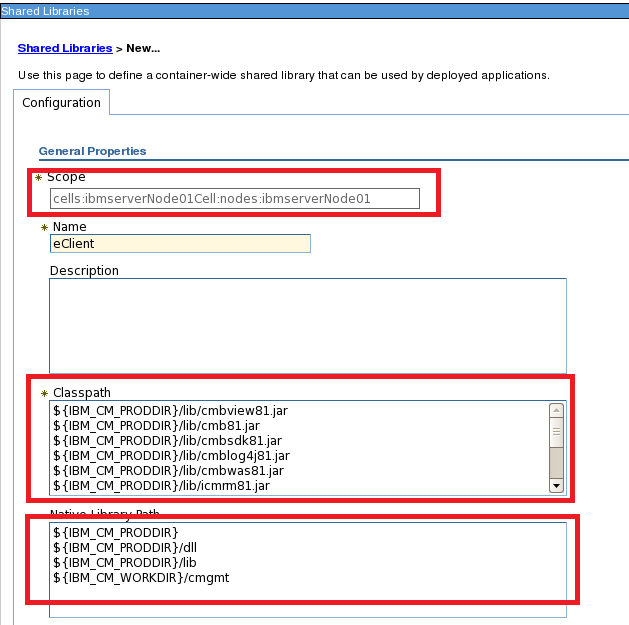 Shared Libraries
Shared Libraries > New...
Use this page to define a container-wide shared library that can be used by deployed applications.
Configuration
General Properties
* Scope
cells:ibmserverNode01Cell:nodes:ibmserverNode01
* Name
eClient
Description
* Classpath
${IBM_CM_PRODDIR}/lib/cmbview81.jar
${IBM_CM_PRODDIR}/lib/cmb81.jar
${IBM_CM_PRODDIR}/lib/cmbsdk81.jar
${IBM_CM_PRODDIR}/lib/cmblog4j81.jar
${IBM_CM_PRODDIR}/lib/cmbwas81.jar
${IBM_CM_PRODDIR}/lib/icmrm81.jar
Native Library Path
${IBM_CM_PRODDIR}
${IBM_CM_PRODDIR}/dll
${IBM_CM_PRODDIR}/lib
${IBM_CM_WORKDIR}/cmgmt